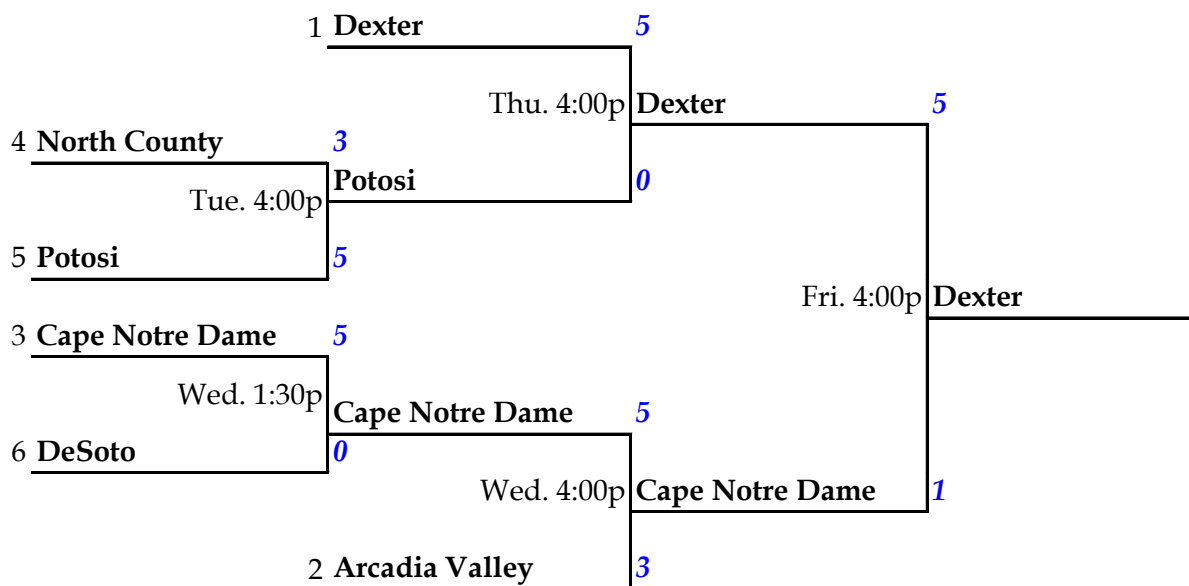 1 Dexter 5
Thu. 4:00p Dexter 5
4 North County 3
Potosi 0
Tue. 4:00p
5 Potosi 5
Fri. 4:00p Dexter
3 Cape Notre Dame 5
Wed. 1:30p
Cape Notre Dame 5
6 DeSoto 0
Wed. 4:00p Cape Notre Dame 1
2 Arcadia Valley 3